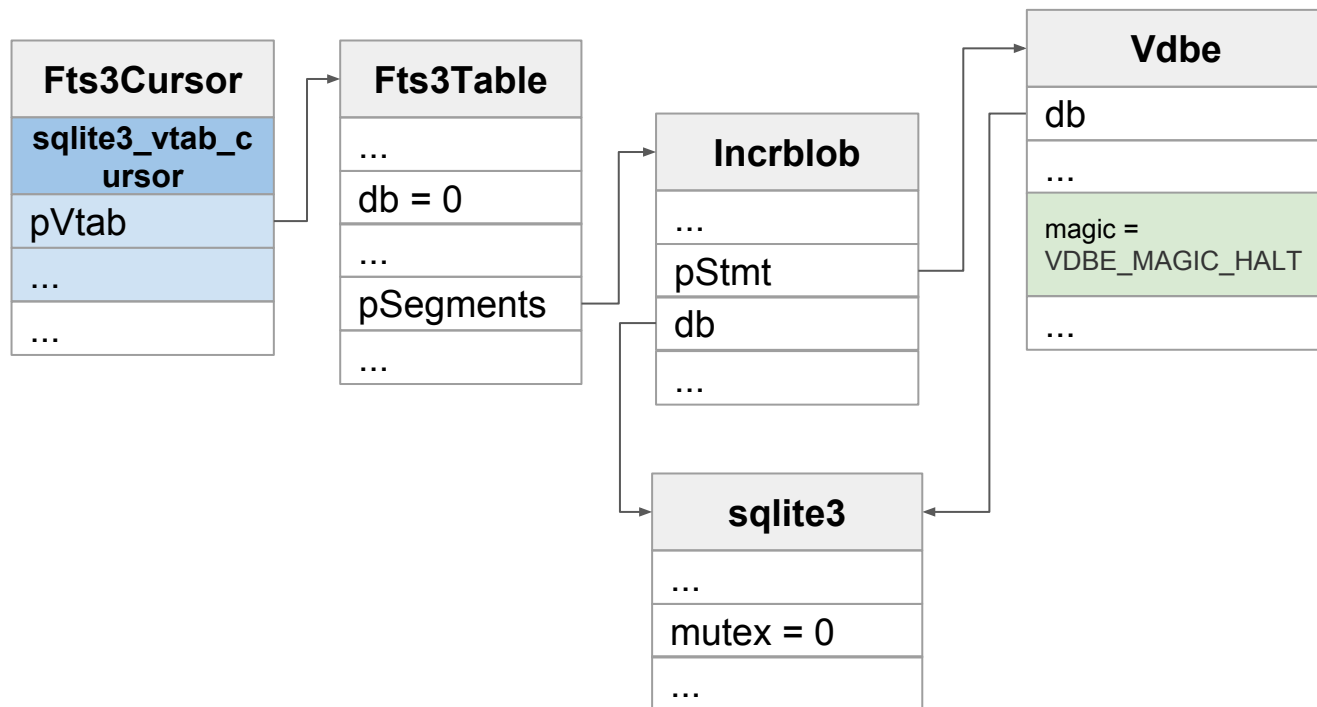 Fts3Cursor
sqlite3_vtab_c
ursor
pVtab
...
...
Fts3Table
...
db = 0
...
pSegments
...
Incrblob
...
pStmt
db
...
Vdbe
db
...
magic =
VDBE_MAGIC_HALT
...
sqlite3
...
mutex = 0
...